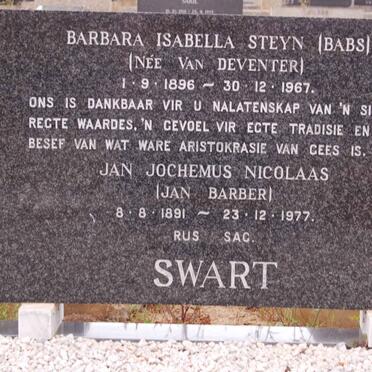 BARBARA ISABELLA STEYN (BABS)
(NÉE VAN DEVENTER)
1·9·1896 ~ 30·12·1967.
ONS IS DANKBAAR VIR U NALATENSKAP VAN 'N SI
REGTE WAARDES, 'N GEVOEL VIR EGTE TRADISIE EN
BESEF VAN WAT WARE ARISTOKRASIE VAN GEES IS.
JAN JOCHEMUS NICOLAAS
(JAN BARBER)
8·8·1891 ~ 23·12·1977.
RUS SAG.
SWART